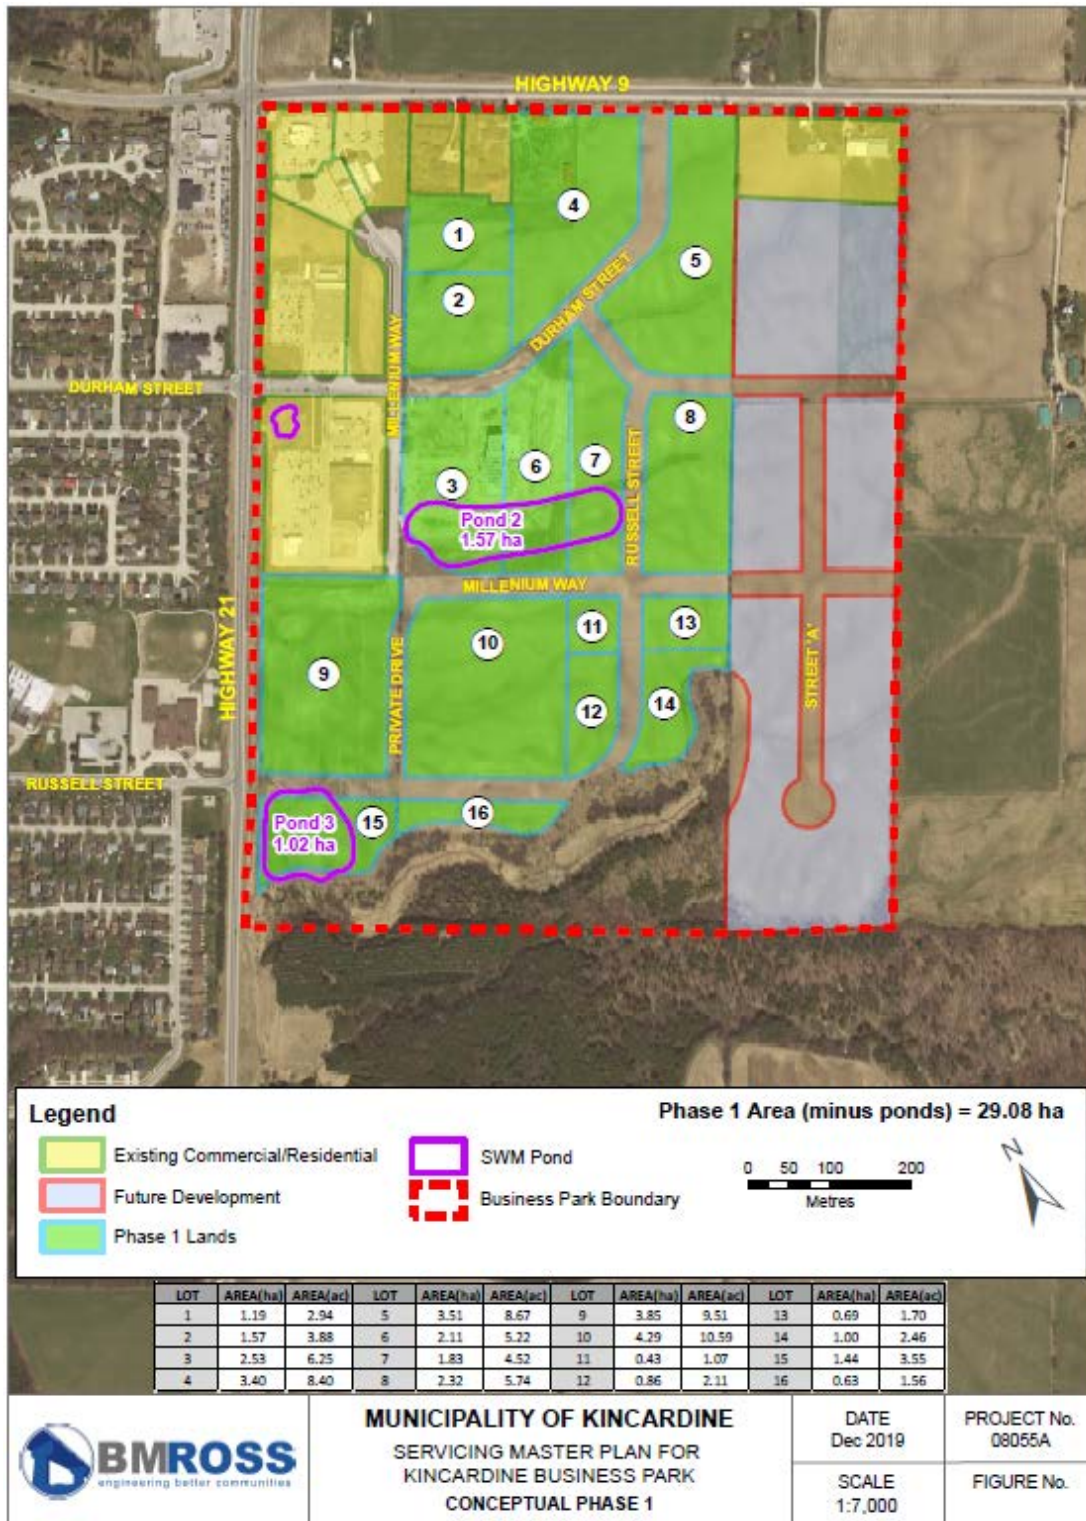 HIGHWAY 9
4
1
5
2
DURHAM STREET
MILLENIUM WAY
DURHAM STREET
8
7
6
3
RUSSELL STREET
Pond 2
1.57 ha
MILLENIUM WAY
11
13
10
9
HIGHWAY 21
PRIVATE DRIVE
12
14
STREET 'A'
RUSSELL STREET
Pond 3
1.02 ha
15
16
Legend
Phase 1 Area (minus ponds) = 29.08 ha
Existing Commercial/Residential
Future Development
Phase 1 Lands
SWM Pond
Business Park Boundary
0 50 100 200
Metres
N
LOT AREA(ha) AREA(ac) LOT AREA(ha) AREA(ac) LOT AREA(ha) AREA(ac) LOT AREA(ha) AREA(ac)
1 1.19 2.94 5 3.51 8.67 9 3.85 9.51 13 0.69 1.70
2 1.57 3.88 6 2.11 5.22 10 4.29 10.59 14 1.00 2.46
3 2.53 6.25 7 1.83 4.52 11 0.43 1.07 15 1.44 3.55
4 3.40 8.40 8 2.32 5.74 12 0.86 2.11 16 0.63 1.56
BMROSS
engineering better communities
MUNICIPALITY OF KINCARDINE
SERVICING MASTER PLAN FOR
KINCARDINE BUSINESS PARK
CONCEPTUAL PHASE 1
DATE
Dec 2019
PROJECT No.
08055A
SCALE
1:7,000
FIGURE No.